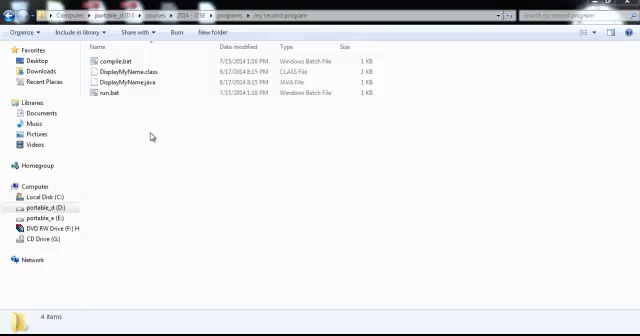 Computer ▸ portable_d (D:) ▸ courses ▸ 2014 - J2SE ▸ programs ▸ my second program
Search my second program
Organize Include in library Share with Burn New folder
Name Date modified Type Size
compile.bat 7/15/2014 1:18 PM Windows Batch File 1 KB
DisplayMyName.class 8/17/2014 8:15 PM CLASS File 1 KB
DisplayMyName.java 8/17/2014 8:15 PM JAVA File 1 KB
run.bat 7/15/2014 1:18 PM Windows Batch File 1 KB
Favorites
Desktop
Downloads
Recent Places
Libraries
Documents
Music
Pictures
Videos
Homegroup
Computer
Local Disk (C:)
portable_d (D:)
portable_e (E:)
DVD RW Drive (F:) H
CD Drive (G:)
Network
4 items